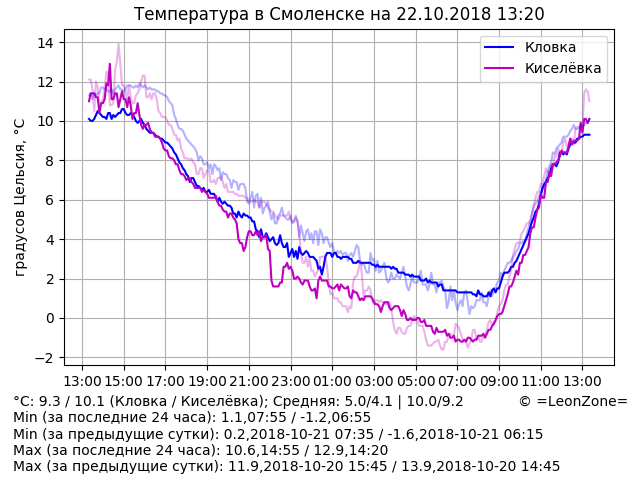 Температура в Смоленске на 22.10.2018 13:20
Кловка
Киселёвка
градусов Цельсия, °C
14
12
10
8
6
4
2
0
−2
13:00 15:00 17:00 19:00 21:00 23:00 01:00 03:00 05:00 07:00 09:00 11:00 13:00
°C: 9.3 / 10.1 (Кловка / Киселёвка); Средняя: 5.0/4.1 | 10.0/9.2 © =LeonZone=
Min (за последние 24 часа): 1.1,07:55 / -1.2,06:55
Min (за предыдущие сутки): 0.2,2018-10-21 07:35 / -1.6,2018-10-21 06:15
Max (за последние 24 часа): 10.6,14:55 / 12.9,14:20
Max (за предыдущие сутки): 11.9,2018-10-20 15:45 / 13.9,2018-10-20 14:45